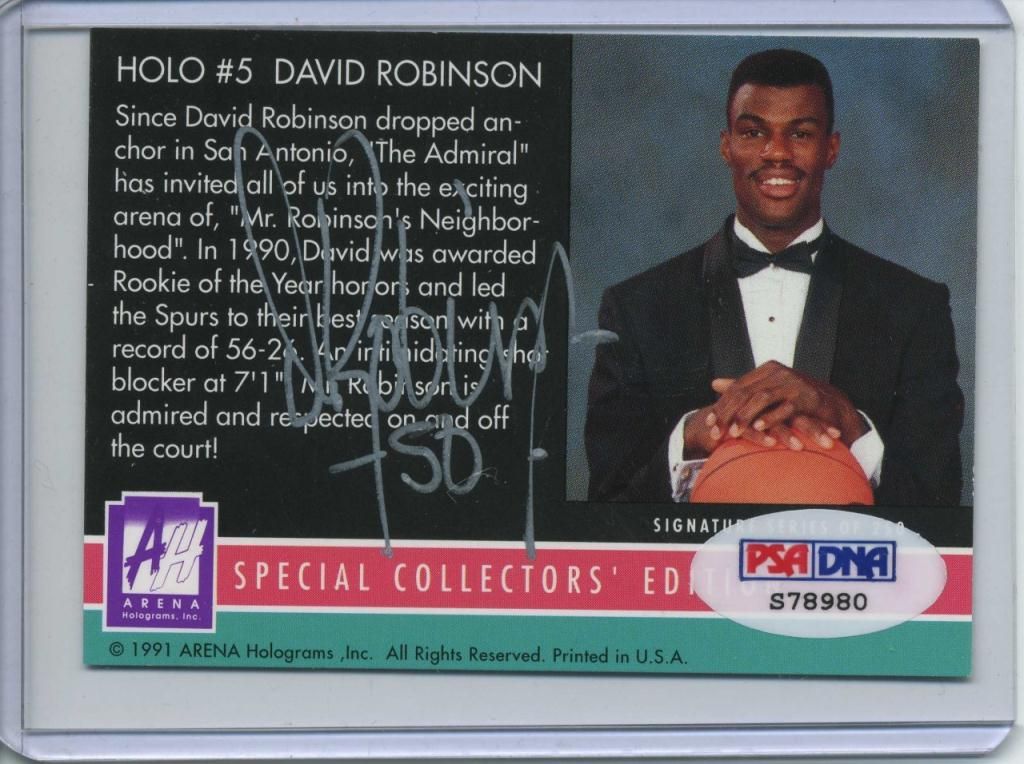 HOLO #5 DAVID ROBINSON
Since David Robinson dropped an-
chor in San Antonio, "The Admiral"
has invited all of us into the exciting
arena of, "Mr. Robinson's Neighbor-
hood". In 1990, David was awarded
Rookie of the Year honors and led
the Spurs to their best season with a
record of 56-26. An intimidating shot
blocker at 7'1" Mr. Robinson is
admired and respected on and off
the court!
50
SIGNATURE SERIES OF 250
AH
ARENA
Holograms, Inc.
SPECIAL COLLECTORS' EDITION
PSA DNA
S78980
© 1991 ARENA Holograms ,Inc. All Rights Reserved. Printed in U.S.A.